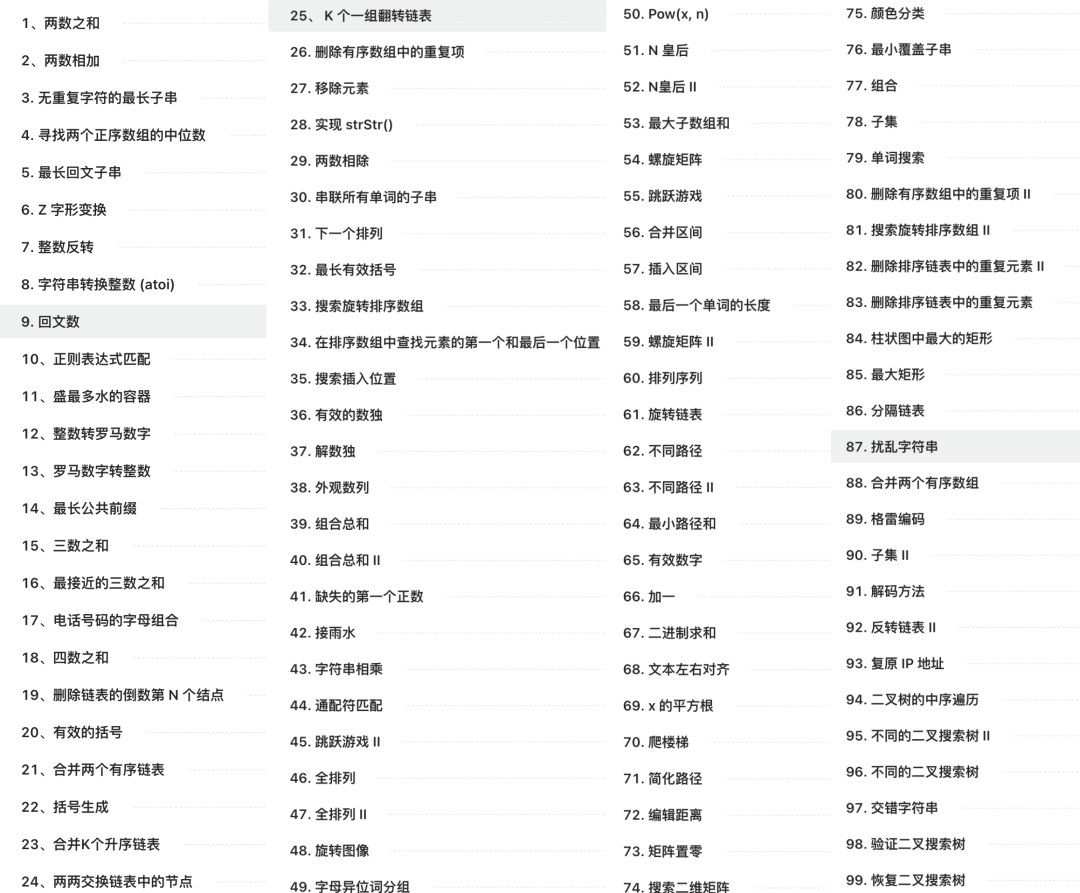 1、两数之和
2、两数相加
3. 无重复字符的最长子串
4. 寻找两个正序数组的中位数
5. 最长回文子串
6. Z 字形变换
7. 整数反转
8. 字符串转换整数 (atoi)
9. 回文数
10、正则表达式匹配
11、盛最多水的容器
12、整数转罗马数字
13、罗马数字转整数
14、最长公共前缀
15、三数之和
16、最接近的三数之和
17、电话号码的字母组合
18、四数之和
19、删除链表的倒数第 N 个结点
20、有效的括号
21、合并两个有序链表
22、括号生成
23、合并K个升序链表
24、两两交换链表中的节点
25、 K 个一组翻转链表
26. 删除有序数组中的重复项
27. 移除元素
28. 实现 strStr()
29. 两数相除
30. 串联所有单词的子串
31. 下一个排列
32. 最长有效括号
33. 搜索旋转排序数组
34. 在排序数组中查找元素的第一个和最后一个位置
35. 搜索插入位置
36. 有效的数独
37. 解数独
38. 外观数列
39. 组合总和
40. 组合总和 II
41. 缺失的第一个正数
42. 接雨水
43. 字符串相乘
44. 通配符匹配
45. 跳跃游戏 II
46. 全排列
47. 全排列 II
48. 旋转图像
49. 字母异位词分组
50. Pow(x, n)
51. N 皇后
52. N皇后 II
53. 最大子数组和
54. 螺旋矩阵
55. 跳跃游戏
56. 合并区间
57. 插入区间
58. 最后一个单词的长度
59. 螺旋矩阵 II
60. 排列序列
61. 旋转链表
62. 不同路径
63. 不同路径 II
64. 最小路径和
65. 有效数字
66. 加一
67. 二进制求和
68. 文本左右对齐
69. x 的平方根
70. 爬楼梯
71. 简化路径
72. 编辑距离
73. 矩阵置零
74. 搜索二维矩阵
75. 颜色分类
76. 最小覆盖子串
77. 组合
78. 子集
79. 单词搜索
80. 删除有序数组中的重复项 II
81. 搜索旋转排序数组 II
82. 删除排序链表中的重复元素 II
83. 删除排序链表中的重复元素
84. 柱状图中最大的矩形
85. 最大矩形
86. 分隔链表
87. 扰乱字符串
88. 合并两个有序数组
89. 格雷编码
90. 子集 II
91. 解码方法
92. 反转链表 II
93. 复原 IP 地址
94. 二叉树的中序遍历
95. 不同的二叉搜索树 II
96. 不同的二叉搜索树
97. 交错字符串
98. 验证二叉搜索树
99. 恢复二叉搜索树